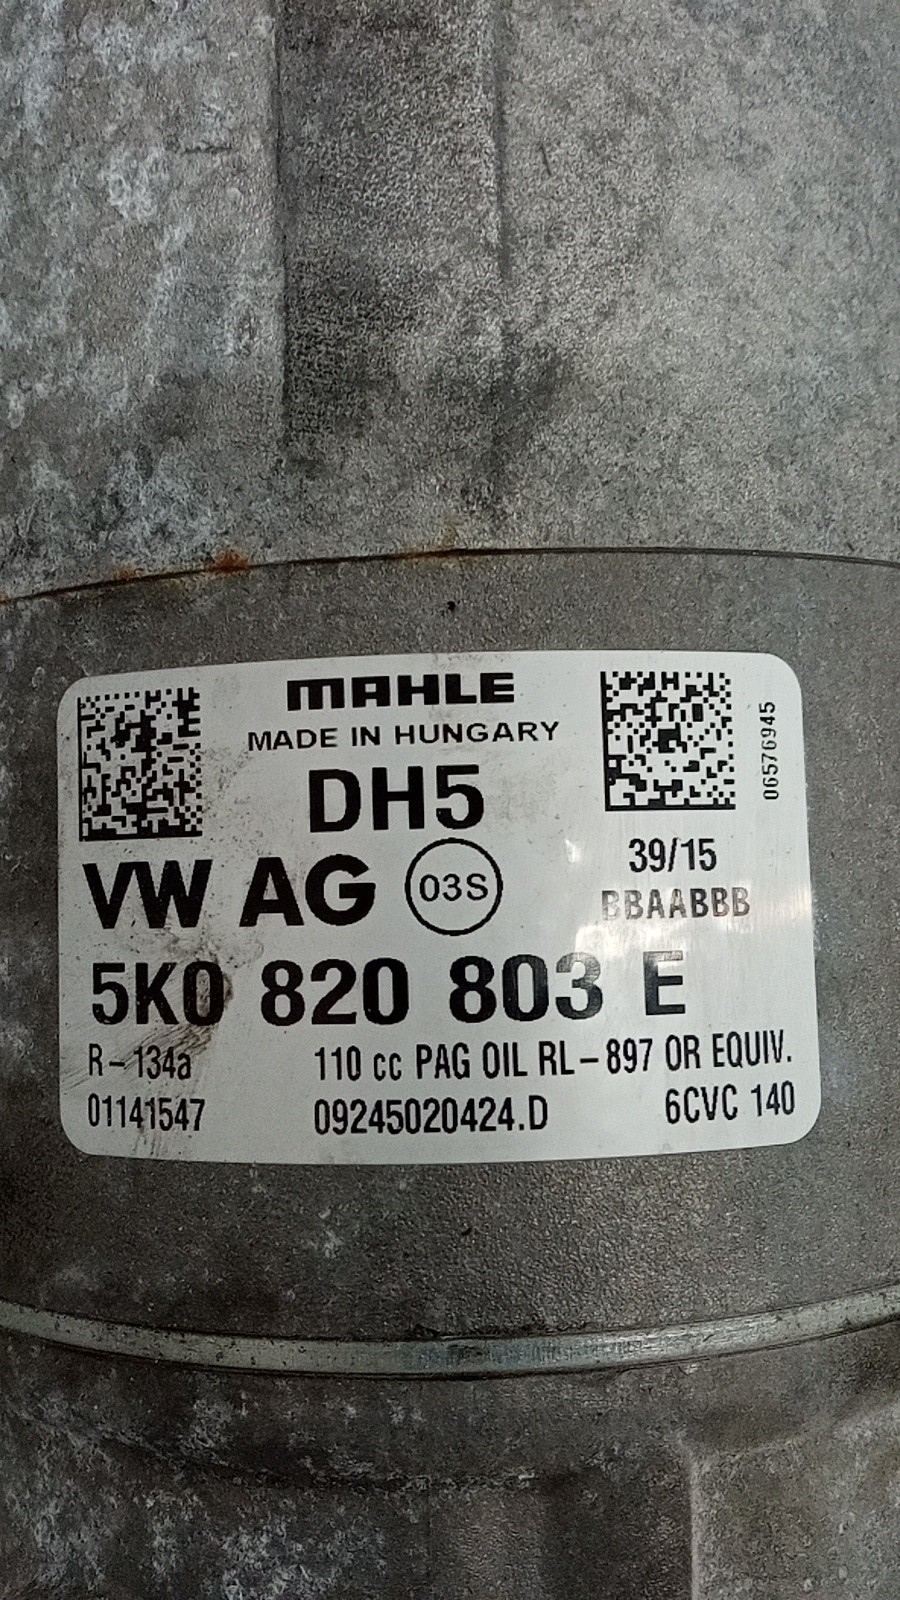 MAHLE
MADE IN HUNGARY
06576945
DH5
39/15
VW AG 03S
BBAABBB
5K0 820 803 E
R-134a 110 cc PAG OIL RL-897 OR EQUIV.
01141547 09245020424.D 6CVC 140